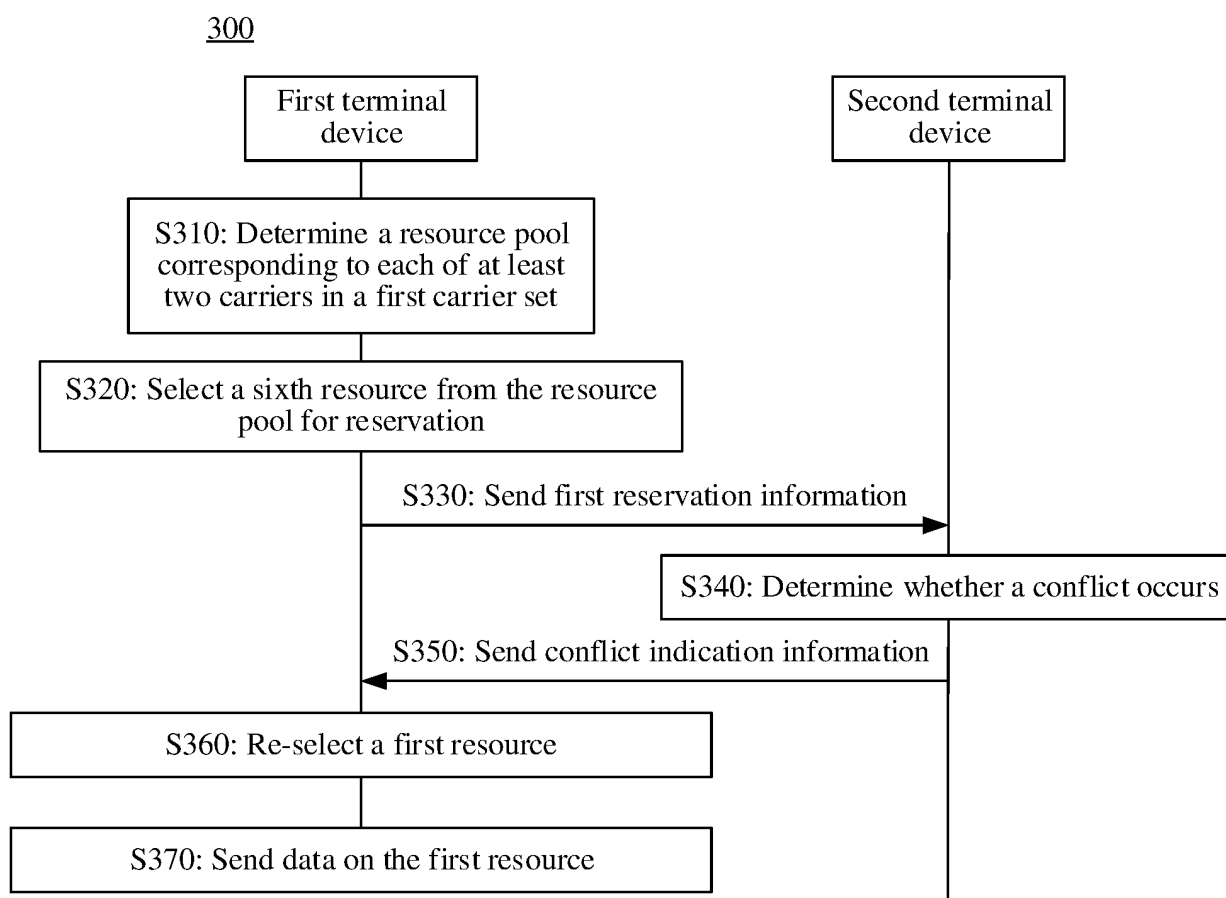 300
First terminal
device
Second terminal
device
S310: Determine a resource pool
corresponding to each of at least
two carriers in a first carrier set
S320: Select a sixth resource from the resource
pool for reservation
S330: Send first reservation information
S340: Determine whether a conflict occurs
S350: Send conflict indication information
S360: Re-select a first resource
S370: Send data on the first resource